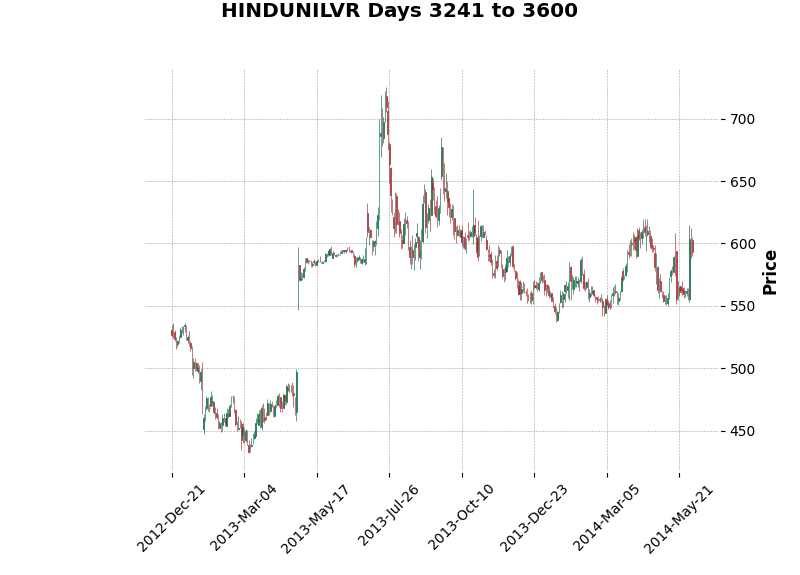 HINDUNILVR Days 3241 to 3600
700
650
600
550
500
450
Price
2012-Dec-21
2013-Mar-04
2013-May-17
2013-Jul-26
2013-Oct-10
2013-Dec-23
2014-Mar-05
2014-May-21